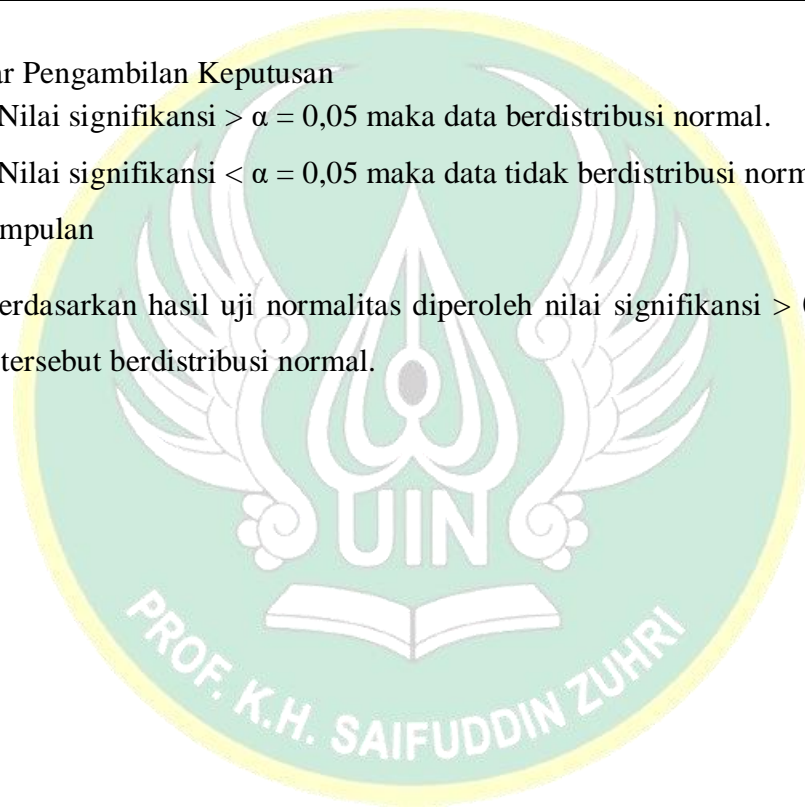 ar Pengambilan Keputusan
Nilai signifikansi > α = 0,05 maka data berdistribusi normal.
Nilai signifikansi < α = 0,05 maka data tidak berdistribusi norm
mpulan
erdasarkan hasil uji normalitas diperoleh nilai signifikansi >
tersebut berdistribusi normal.
UIN
PROF. K.H. SAIFUDDIN ZUHRI